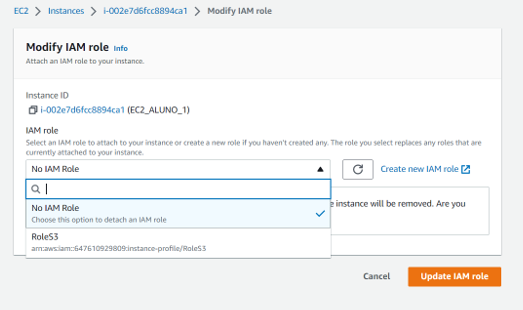 EC2 > Instances > i-002e7d6fcc8894ca1 > Modify IAM role
Modify IAM role Info
Attach an IAM role to your instance.
Instance ID
i-002e7d6fcc8894ca1 (EC2_ALUNO_1)
IAM role
Select an IAM role to attach to your instance or create a new role if you haven't created any. The role you select replaces any roles that are
currently attached to your instance.
No IAM Role
Create new IAM role
No IAM Role
Choose this option to detach an IAM role
e instance will be removed. Are you
RoleS3
arn:aws:iam::647610929809:instance-profile/RoleS3
Cancel
Update IAM role